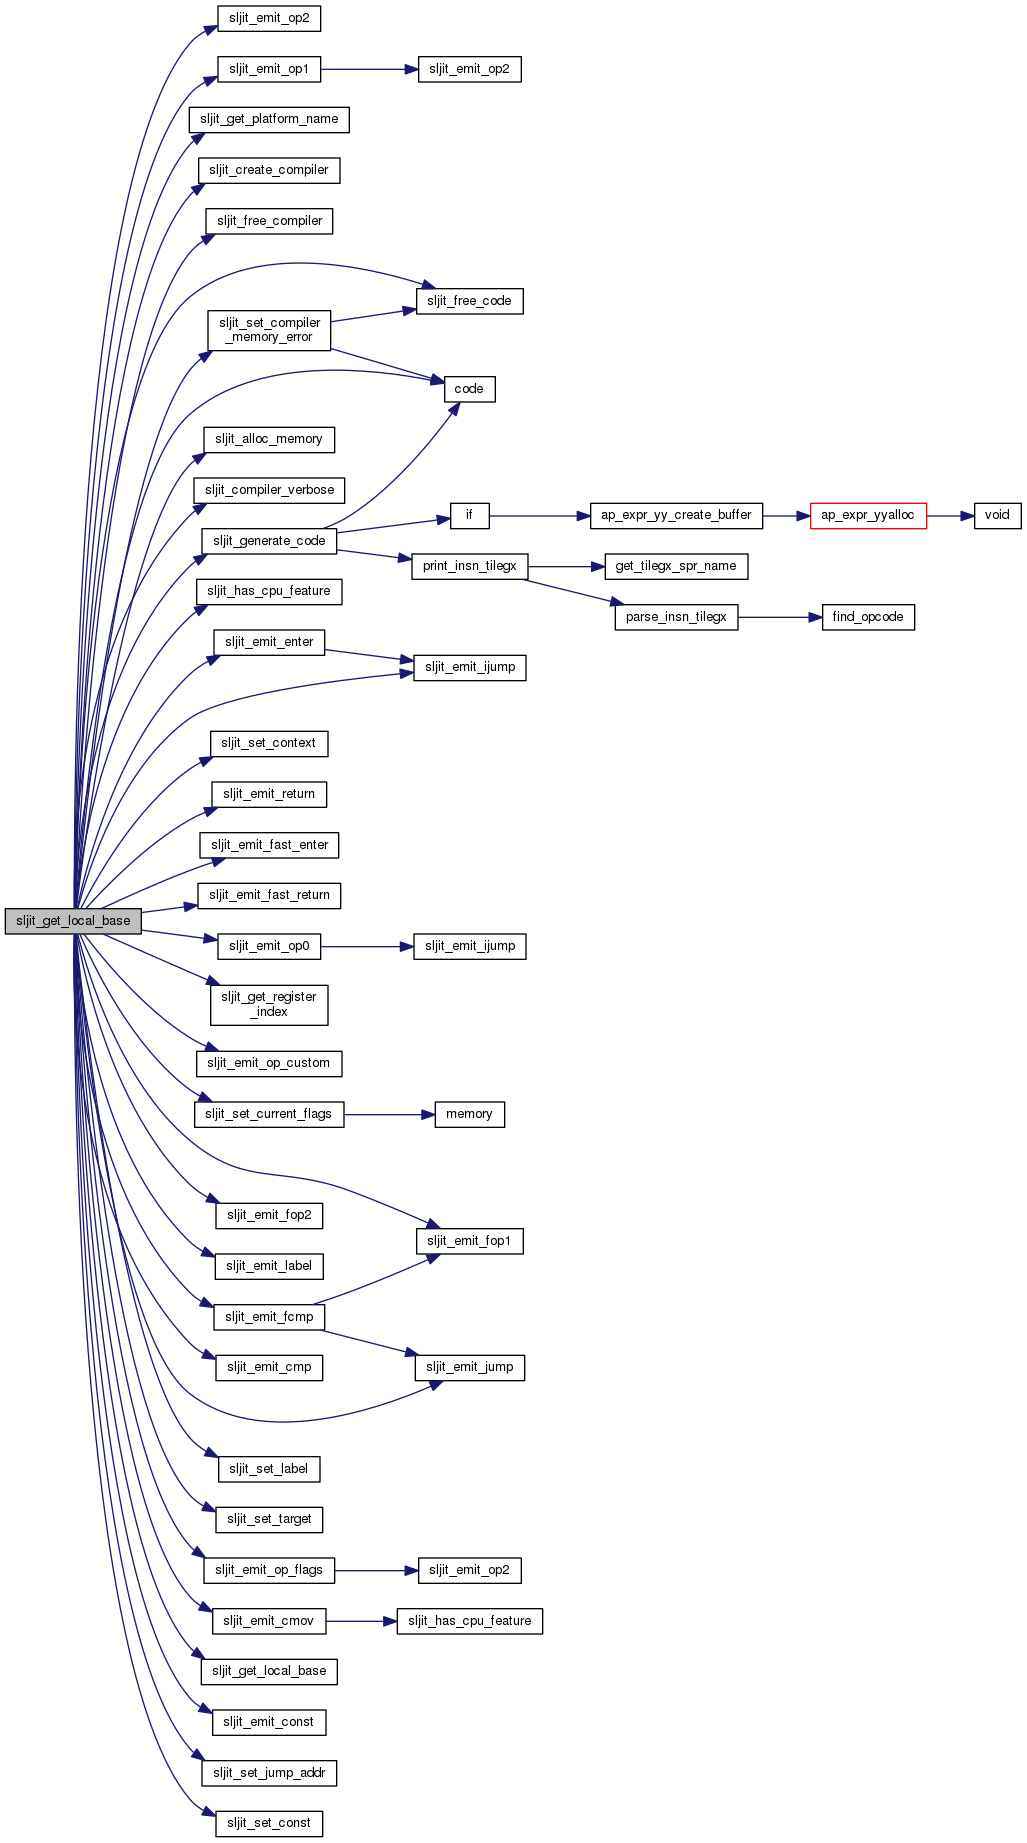 sljit_emit_op2
sljit_emit_op1
sljit_emit_op2
sljit_get_platform_name
sljit_create_compiler
sljit_free_compiler
sljit_free_code
sljit_set_compiler
_memory_error
code
sljit_alloc_memory
sljit_compiler_verbose
if
ap_expr_yy_create_buffer
ap_expr_yyalloc
void
sljit_generate_code
print_insn_tilegx
get_tilegx_spr_name
sljit_has_cpu_feature
parse_insn_tilegx
find_opcode
sljit_emit_enter
sljit_emit_ijump
sljit_set_context
sljit_emit_return
sljit_emit_fast_enter
sljit_emit_fast_return
sljit_get_local_base
sljit_emit_op0
sljit_emit_ijump
sljit_get_register
_index
sljit_emit_op_custom
sljit_set_current_flags
memory
sljit_emit_fop2
sljit_emit_fop1
sljit_emit_label
sljit_emit_fcmp
sljit_emit_cmp
sljit_emit_jump
sljit_set_label
sljit_set_target
sljit_emit_op_flags
sljit_emit_op2
sljit_emit_cmov
sljit_has_cpu_feature
sljit_get_local_base
sljit_emit_const
sljit_set_jump_addr
sljit_set_const